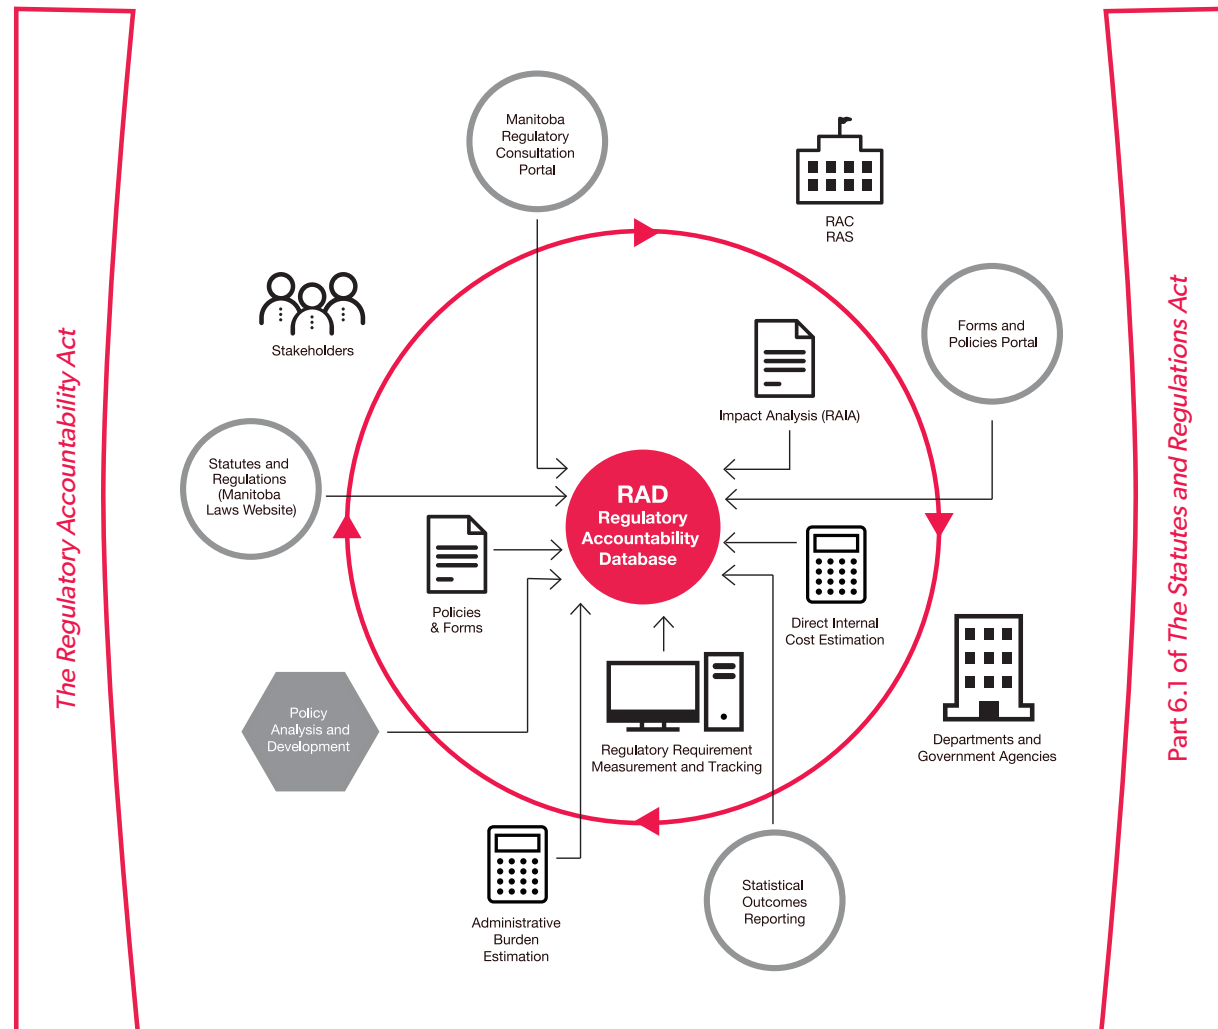 The Regulatory Accountability Act
Manitoba
Regulatory
Consultation
Portal
RAC
RAS
Stakeholders
Forms and
Policies Portal
Impact Analysis (RAIA)
Statutes and
Regulations
(Manitoba
Laws Website)
RAD
Regulatory
Accountability
Database
Policies
& Forms
Direct Internal
Cost Estimation
Policy
Analysis and
Development
Regulatory Requirement
Measurement and Tracking
Departments and
Government Agencies
Administrative
Burden
Estimation
Statistical
Outcomes
Reporting
Part 6.1 of The Statutes and Regulations Act